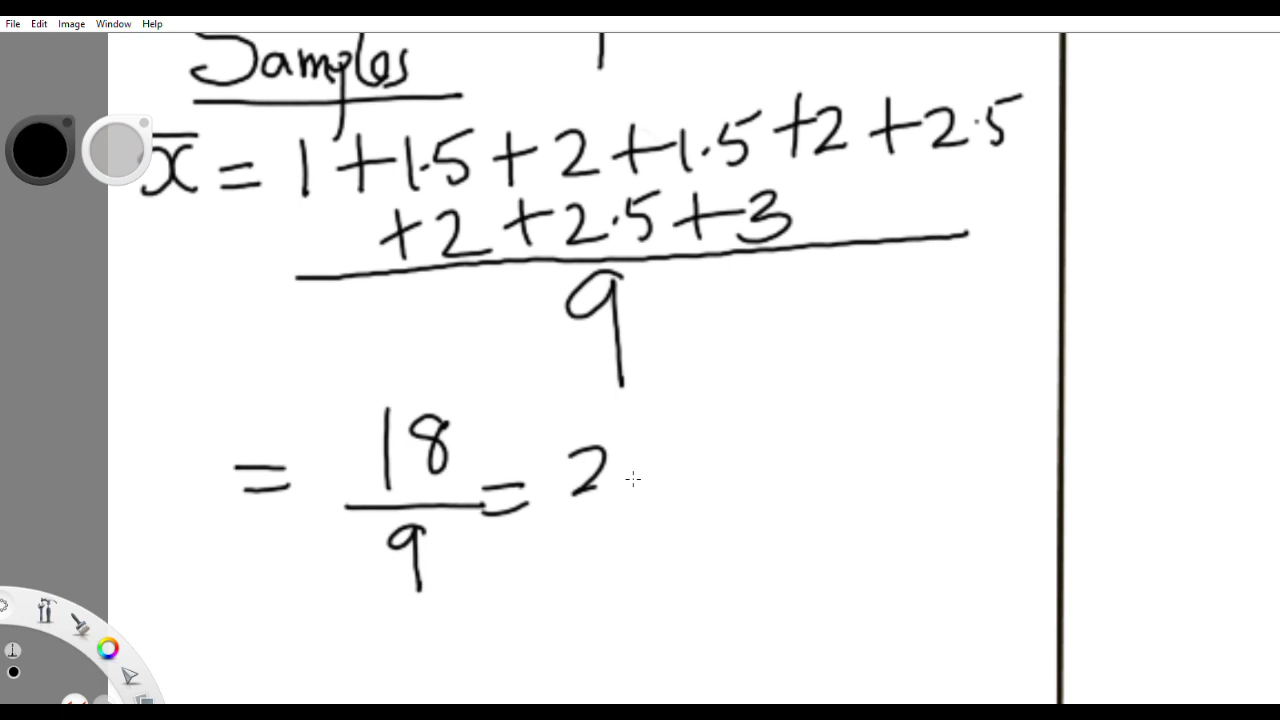 File Edit Image Window Help
Samples
x̄ = 1 + 1.5 + 2 + 1.5 + 2 + 2.5
+ 2 + 2.5 + 3
9
= 18/9 = 2